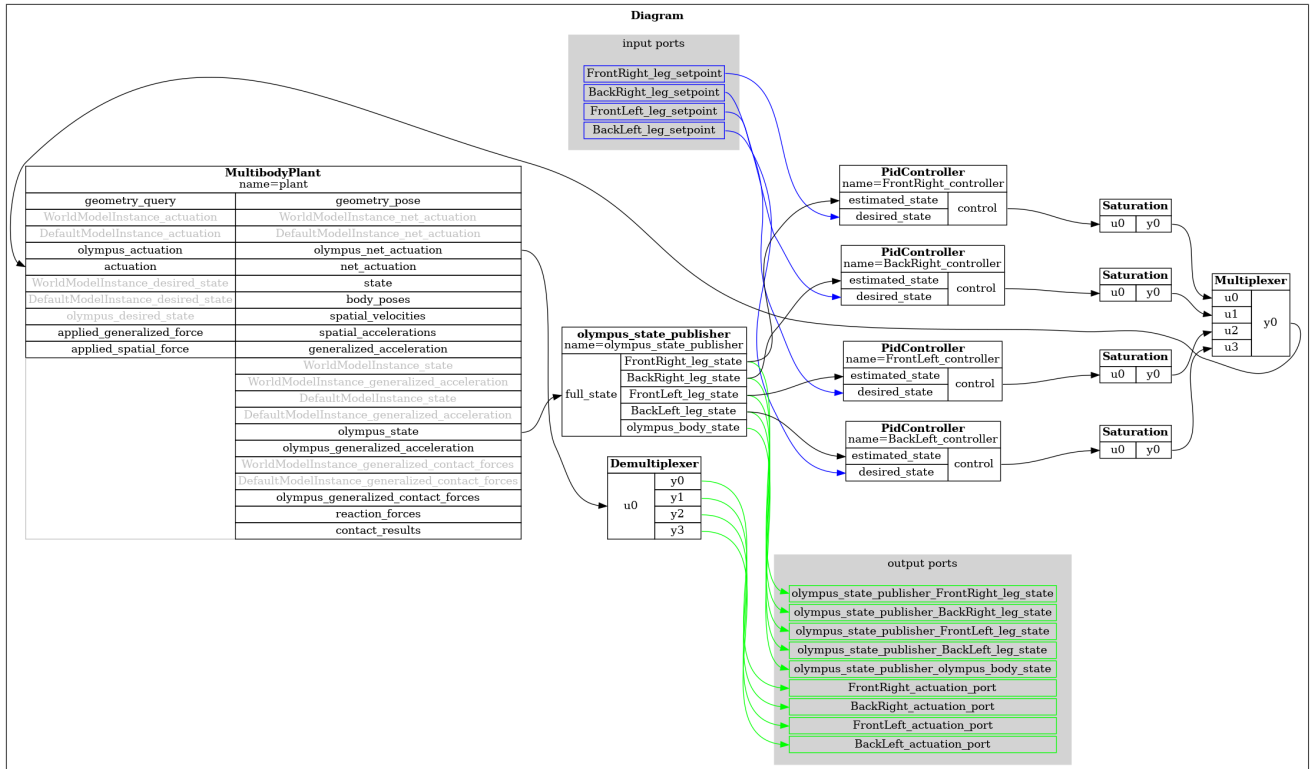 Diagram
input ports
FrontRight_leg_setpoint
BackRight_leg_setpoint
FrontLeft_leg_setpoint
BackLeft_leg_setpoint
MultibodyPlant
name=plant
geometry_query geometry_pose
WorldModelInstance_actuation WorldModelInstance_net_actuation
DefaultModelInstance_actuation DefaultModelInstance_net_actuation
olympus_actuation olympus_net_actuation
actuation net_actuation
WorldModelInstance_desired_state state
DefaultModelInstance_desired_state body_poses
olympus_desired_state spatial_velocities
applied_generalized_force spatial_accelerations
applied_spatial_force generalized_acceleration
WorldModelInstance_state
WorldModelInstance_generalized_acceleration
DefaultModelInstance_state
DefaultModelInstance_generalized_acceleration
olympus_state
olympus_generalized_acceleration
WorldModelInstance_generalized_contact_forces
DefaultModelInstance_generalized_contact_forces
olympus_generalized_contact_forces
reaction_forces
contact_results
olympus_state_publisher
name=olympus_state_publisher
full_state
FrontRight_leg_state
BackRight_leg_state
FrontLeft_leg_state
BackLeft_leg_state
olympus_body_state
Demultiplexer
u0
y0
y1
y2
y3
PidController
name=FrontRight_controller
estimated_state
desired_state
control
PidController
name=BackRight_controller
estimated_state
desired_state
control
PidController
name=FrontLeft_controller
estimated_state
desired_state
control
PidController
name=BackLeft_controller
estimated_state
desired_state
control
Saturation
u0 y0
Saturation
u0 y0
Saturation
u0 y0
Saturation
u0 y0
Multiplexer
u0
u1
u2
u3
y0
output ports
olympus_state_publisher_FrontRight_leg_state
olympus_state_publisher_BackRight_leg_state
olympus_state_publisher_FrontLeft_leg_state
olympus_state_publisher_BackLeft_leg_state
olympus_state_publisher_olympus_body_state
FrontRight_actuation_port
BackRight_actuation_port
FrontLeft_actuation_port
BackLeft_actuation_port